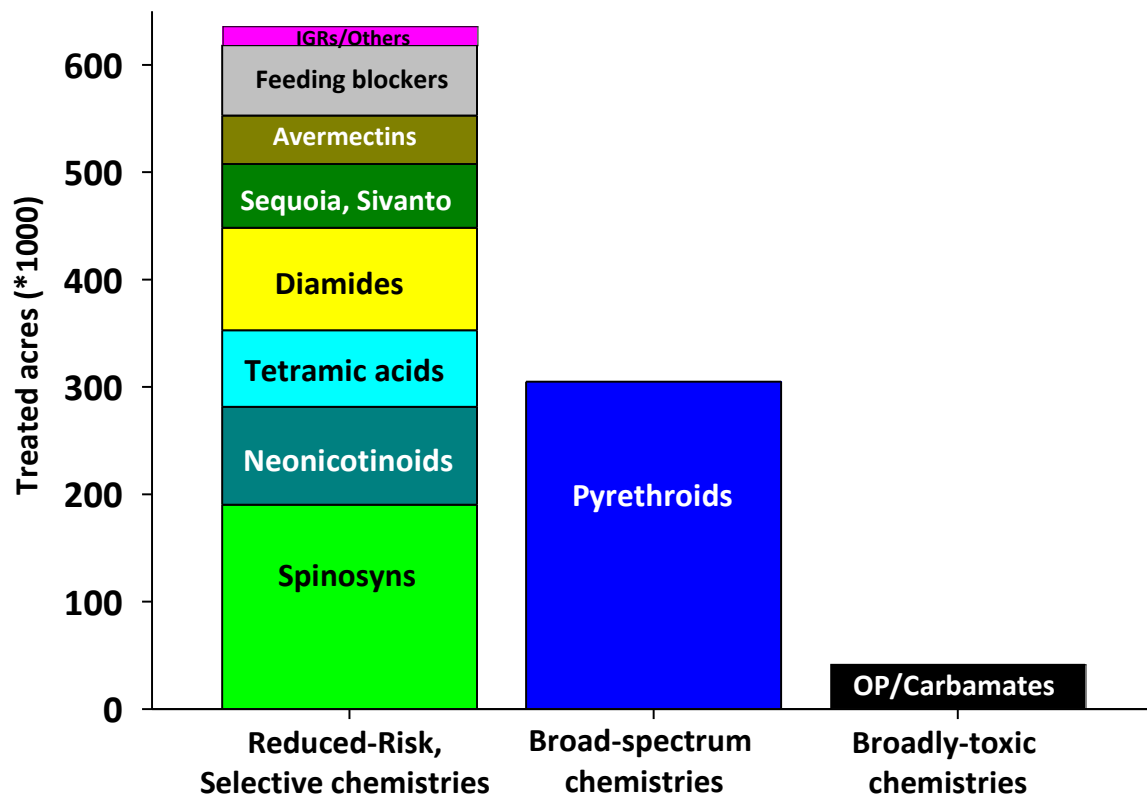 Treated acres (*1000)
600
500
400
300
200
100
0
IGRs/Others
Feeding blockers
Avermectins
Sequoia, Sivanto
Diamides
Tetramic acids
Neonicotinoids
Spinosyns
Pyrethroids
OP/Carbamates
Reduced-Risk,
Selective chemistries
Broad-spectrum
chemistries
Broadly-toxic
chemistries